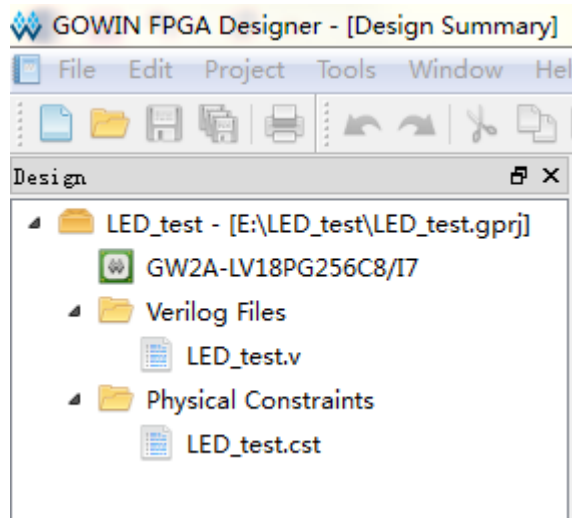 GOWIN FPGA Designer - [Design Summary]
File Edit Project Tools Window Hel
Design
LED_test - [E:\LED_test\LED_test.gprj]
GW2A-LV18PG256C8/I7
Verilog Files
LED_test.v
Physical Constraints
LED_test.cst